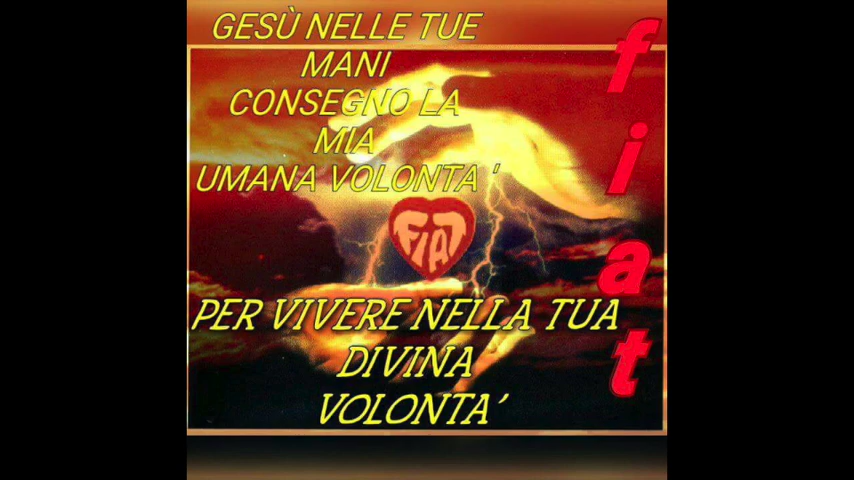 GESÙ NELLE TUE
MANI
CONSEGNO LA
MIA
UMANA VOLONTA'
FIAT
PER VIVERE NELLA TUA
DIVINA
VOLONTA'
fiat